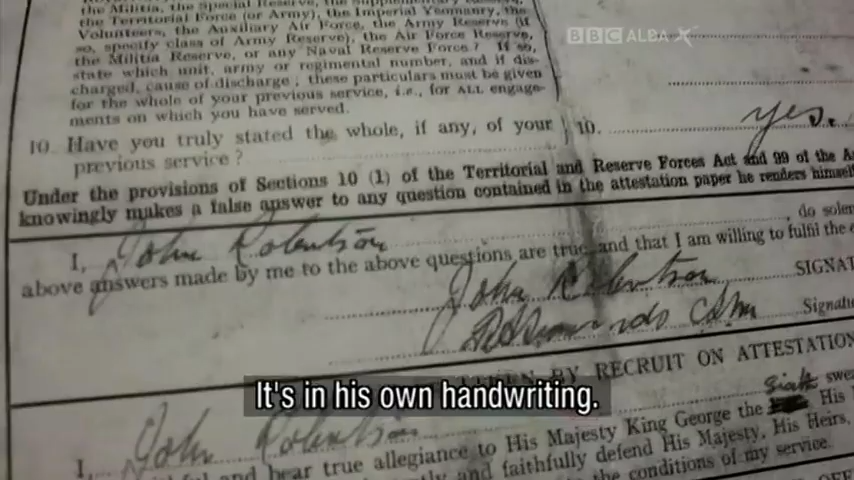 the Militia, the Special Reserve, the Supplementary
the Territorial Force (or Army), the Imperial Yeomanry, the
Volunteers, the Auxiliary Air Force, the Army Reserve (if
so, specify class of Army Reserve), the Air Force Reserve,
the Militia Reserve, or any Naval Reserve Force? If so,
state which unit, army or regimental number, and if dis-
charged, cause of discharge; these particulars must be given
for the whole of your previous service, i.e., for ALL engage-
ments on which you have served.
BBC ALBA
10. Have you truly stated the whole, if any, of your } 10. yes.
previous service?
Under the provisions of Sections 10 (1) of the Territorial and Reserve Forces Act and 99 of the
knowingly makes a false answer to any question contained in the attestation paper he renders himself
I, John Robertson, do
above answers made by me to the above questions are true, and that I am willing to fulfil the
John Robertson SIGNAT
Signatu
BY RECRUIT ON ATTESTATION
It's in his own handwriting.
I, John Robertson
bear true allegiance to His Majesty King George the Sixth His
and faithfully defend His Majesty, His Heirs,
the conditions of my service.